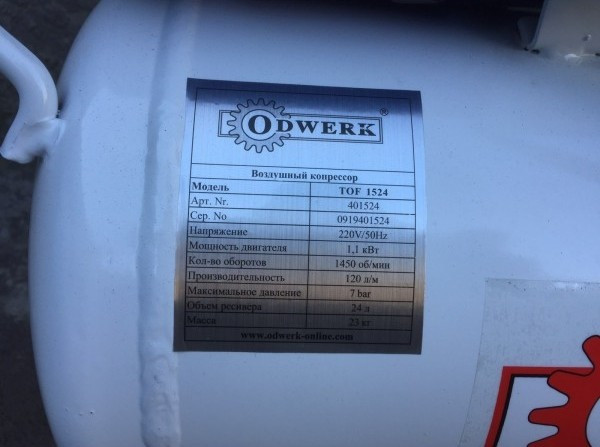 ODWERK ®
Воздушный конрессор
Модель TOF 1524
Арт. Nr. 401524
Сер. No 0919401524
Напряжение 220V/50Hz
Мощность двигателя 1,1 кВт
Кол-во оборотов 1450 об/мин
Производительность 120 л/м
Максимальное давление 7 bar
Объем ресивера 24 л
Масса 23 кг
www.odwerk-online.com